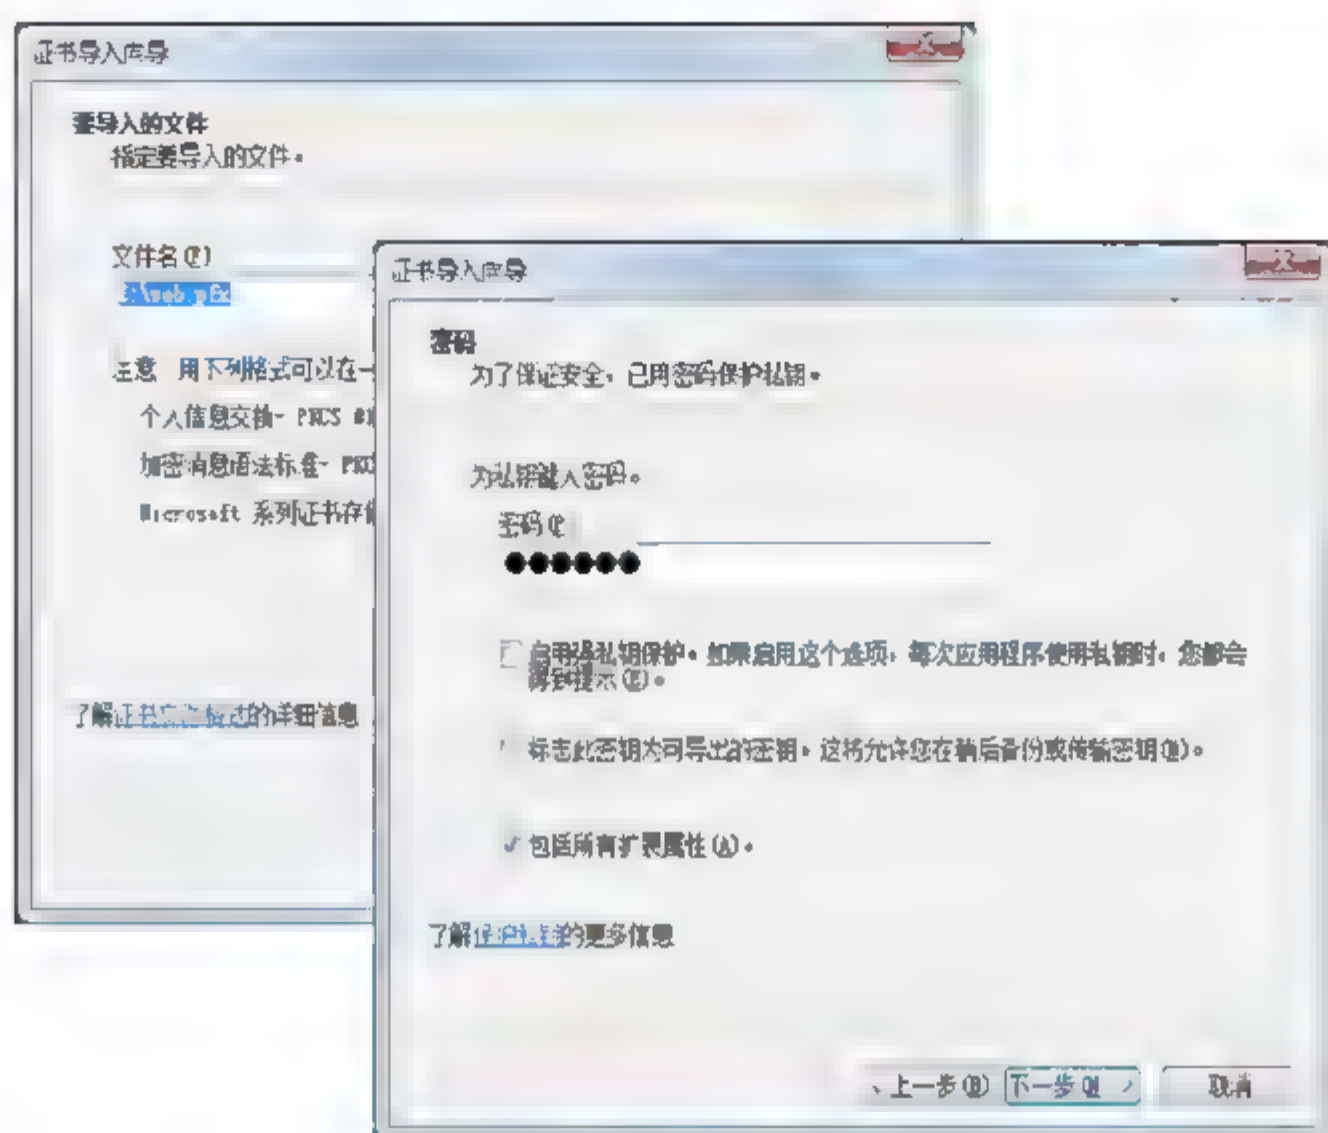 证书导入向导
要导入的文件
指定要导入的文件。
文件名(F)
E:\web.pfx
注意 用下列格式可以在一
个人信息交换- PKCS #1
加密消息语法标准- PKC
Microsoft 系列证书存储
了解证书文件格式的详细信息
证书导入向导
密码
为了保证安全,已用密码保护私钥。
为私钥键入密码。
密码(P)
●●●●●●
启用强私钥保护。如果启用这个选项,每次应用程序使用私钥时,您都会
得到提示(E)。
标志此密钥为可导出的密钥。这将允许您在稍后备份或传输密钥(M)。
包括所有扩展属性(A)。
了解保护私钥的更多信息
上一步(B) 下一步(N) 取消